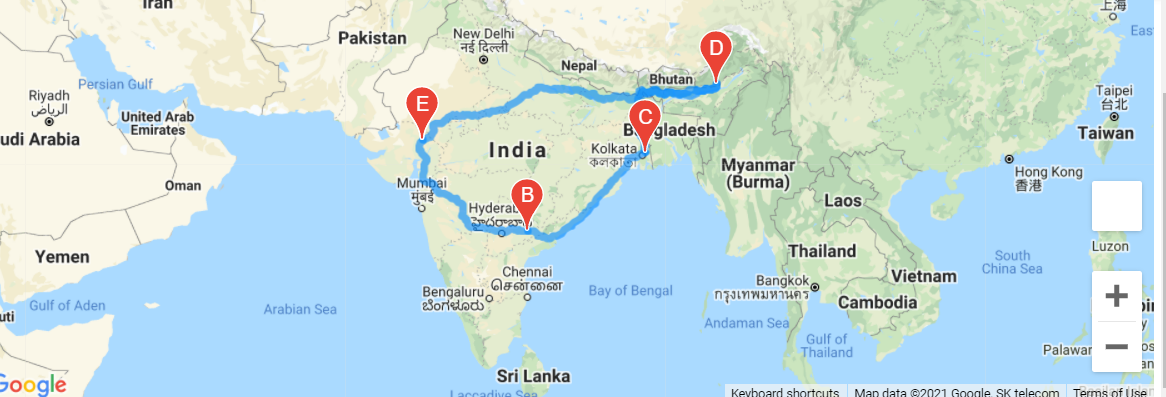 Iran
上海
East
Pakistan
New Delhi
नई दिल्ली
Nepal
Bhutan
D
Persian Gulf
Riyadh
الرياض
E
C
Taipei
台北
United Arab
Emirates
udi Arabia
Bangladesh
Taiwan
Kolkata
কলকাতা
India
Myanmar
(Burma)
Hong Kong
香港
Oman
Mumbai
मुंबई
B
Laos
Hyderabad
హైదరాబాద్
Yemen
Thailand
Luzon
South
China Sea
Chennai
சென்னை
Vietnam
Bangkok
กรุงเทพมหานคร
Bengaluru
ಬೆಂಗಳೂರು
Bay of Bengal
Cambodia
Gulf of Aden
Arabian Sea
Andaman Sea
Gulf of
Thailand
+
−
Palawan
Sri Lanka
Google
Laccadive Sea
Keyboard shortcuts
Map data ©2021 Google, SK telecom
Terms of Use